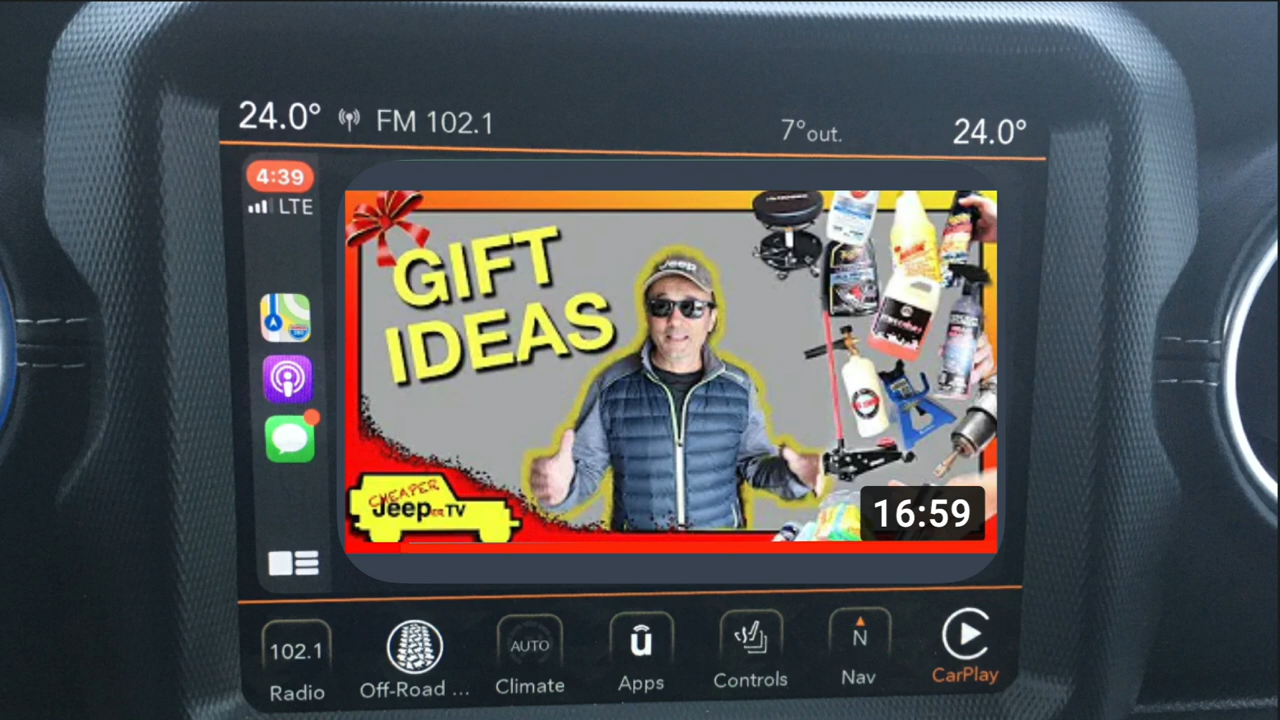 24.0° FM 102.1 7°out. 24.0°
4:39
LTE
GIFT
IDEAS
Jeep
CHEAPER
Jeep TV
16:59
102.1
Radio
Off-Road ...
AUTO
Climate
û
Apps
Controls
N
Nav
CarPlay